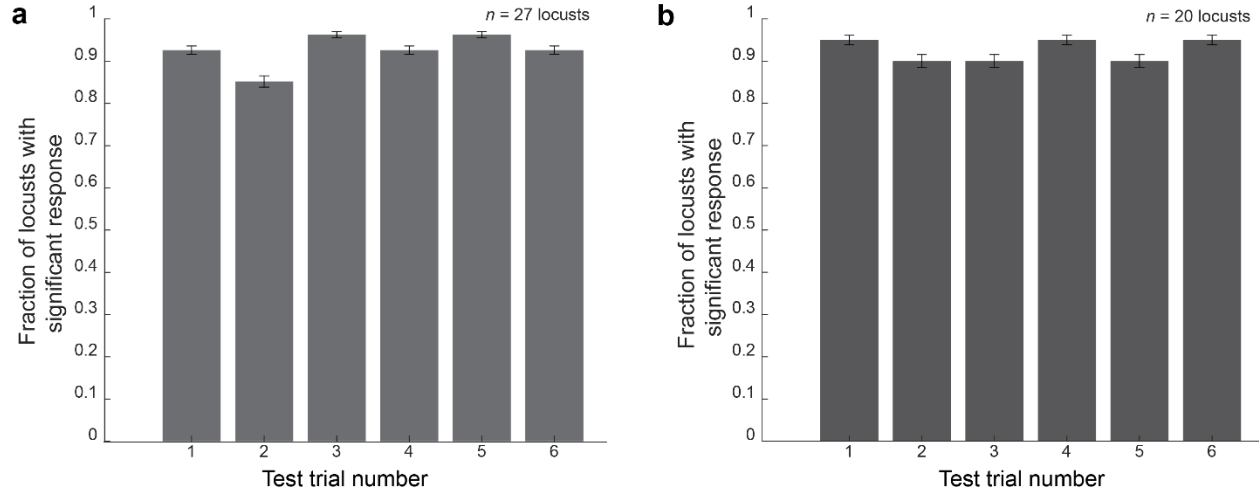 a
n = 27 locusts
1
0.9
0.8
0.7
0.6
0.5
0.4
0.3
0.2
0.1
0
Fraction of locusts with
significant response
1 2 3 4 5 6
Test trial number
b
n = 20 locusts
1
0.9
0.8
0.7
0.6
0.5
0.4
0.3
0.2
0.1
0
Fraction of locusts with
significant response
1 2 3 4 5 6
Test trial number